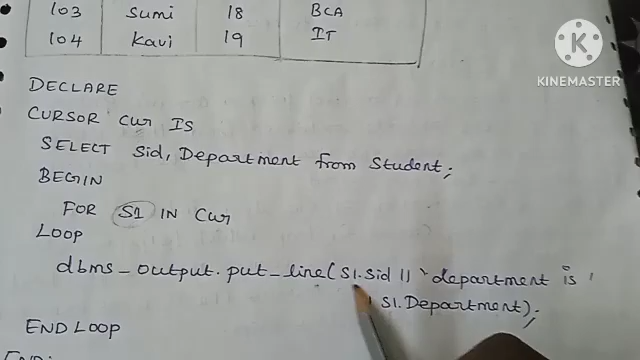 103 Sumi 18 BCA
104 Kavi 19 IT
KINEMASTER
DECLARE
CURSOR Cur IS
SELECT Sid, Department from Student;
BEGIN
FOR S1 IN Cur
LOOP
dbms_output.put_line(S1.Sid || 'department is'
S1.Department);
END LOOP
END;